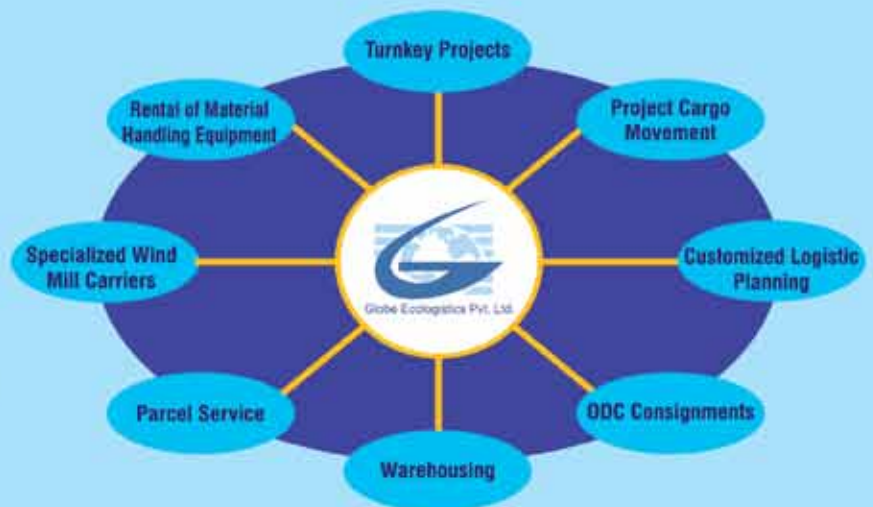 Turnkey Projects
Rental of Material
Handling Equipment
Project Cargo
Movement
Specialized Wind
Mill Carriers
Globe Ecologistics Pvt. Ltd.
Customized Logistic
Planning
Parcel Service
ODC Consignments
Warehousing